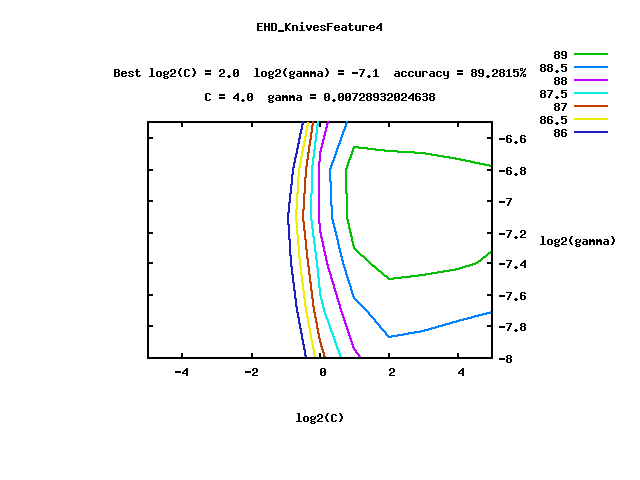 EHD_KnivesFeature4
Best log2(C) = 2.0  log2(gamma) = -7.1  accuracy = 89.2815%
C = 4.0  gamma = 0.00728932024638
89
88.5
88
87.5
87
86.5
86
-6.6
-6.8
-7
-7.2
-7.4
-7.6
-7.8
-8
log2(gamma)
-4 -2 0 2 4
log2(C)